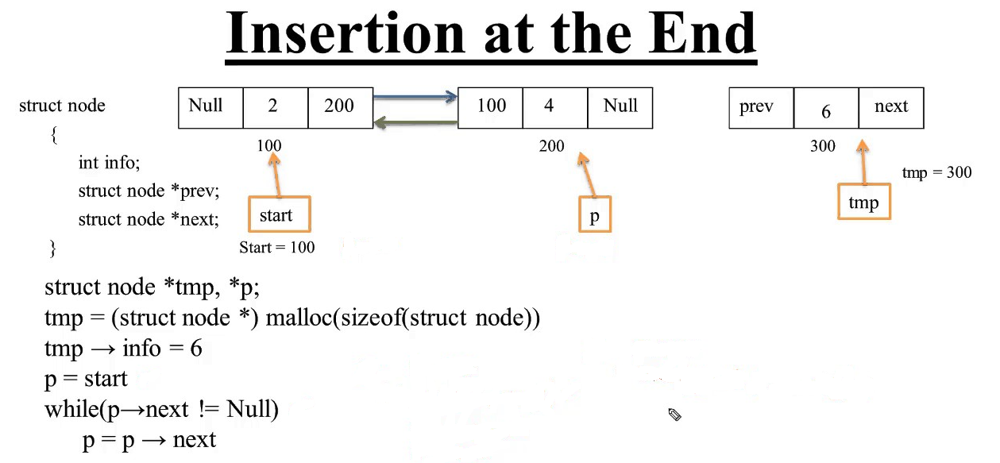 Insertion at the End
struct node
{
int info;
struct node *prev;
struct node *next;
}
Null 2 200
100
start
Start = 100
100 4 Null
200
p
prev 6 next
300
tmp = 300
tmp
struct node *tmp, *p;
tmp = (struct node *) malloc(sizeof(struct node))
tmp → info = 6
p = start
while(p→next != Null)
p = p → next